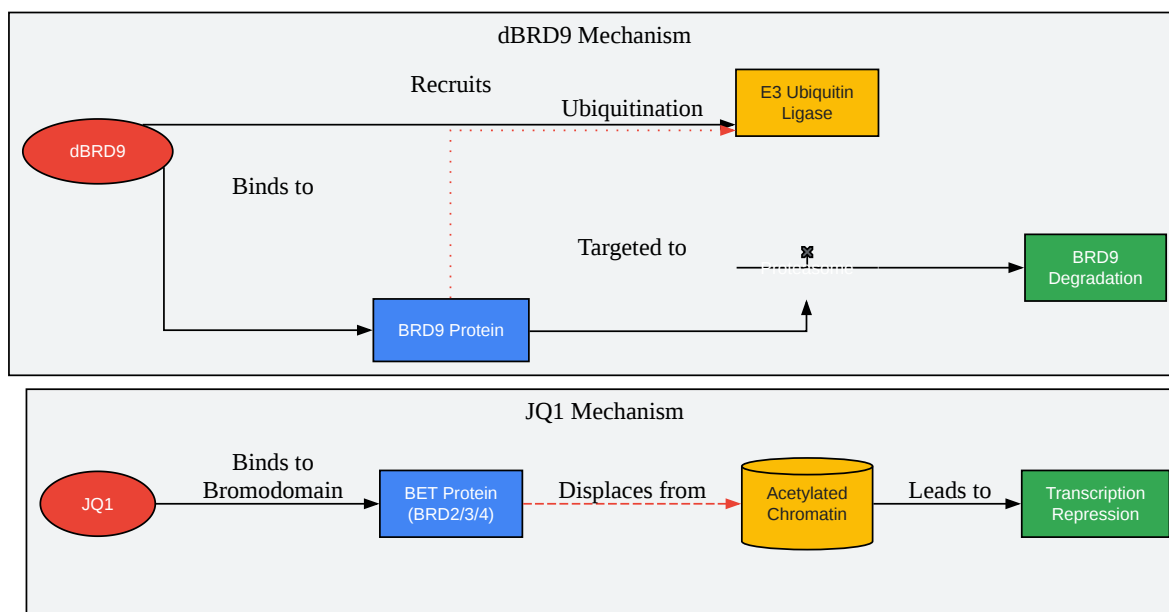 dBRD9 Mechanism
Recruits
E3 Ubiquitin
Ligase
Ubiquitination
dBRD9
Binds to
Targeted to
BRD9
Degradation
BRD9 Protein
JQ1 Mechanism
JQ1
Binds to
Bromodomain
BET Protein
(BRD2/3/4)
Displaces from
Acetylated
Chromatin
Leads to
Transcription
Repression